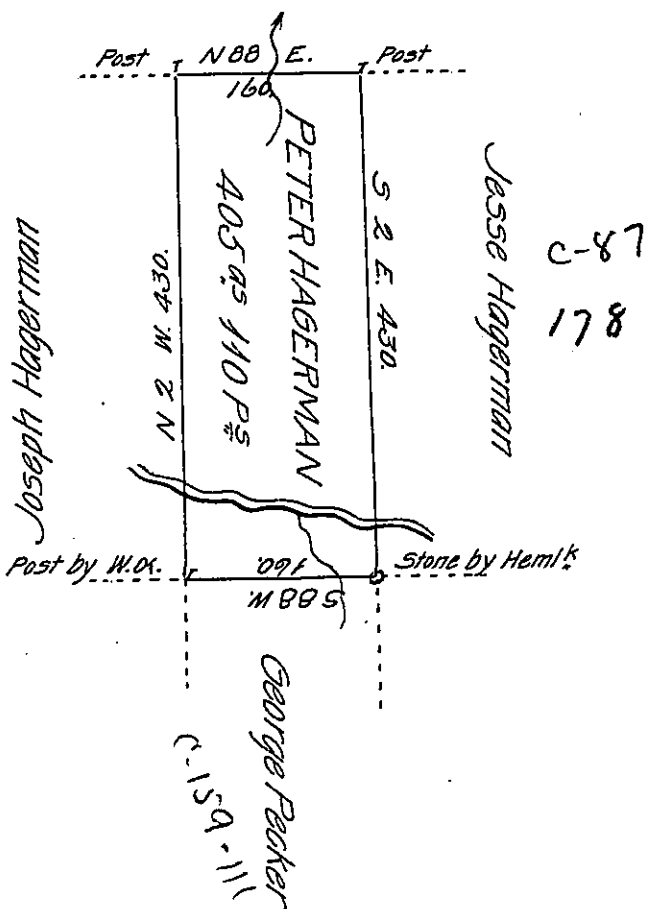 Post N 88 E. Post
160.
PETER HAGERMAN
405 as 110 Ps
S 2 E. 430.
N 2 W. 430.
Joseph Hagerman
Jesse Hagerman
C-87
178
Post by W.O.
Stone by Hemlk
160.
S 88 W.
George Pecker
C-159-111